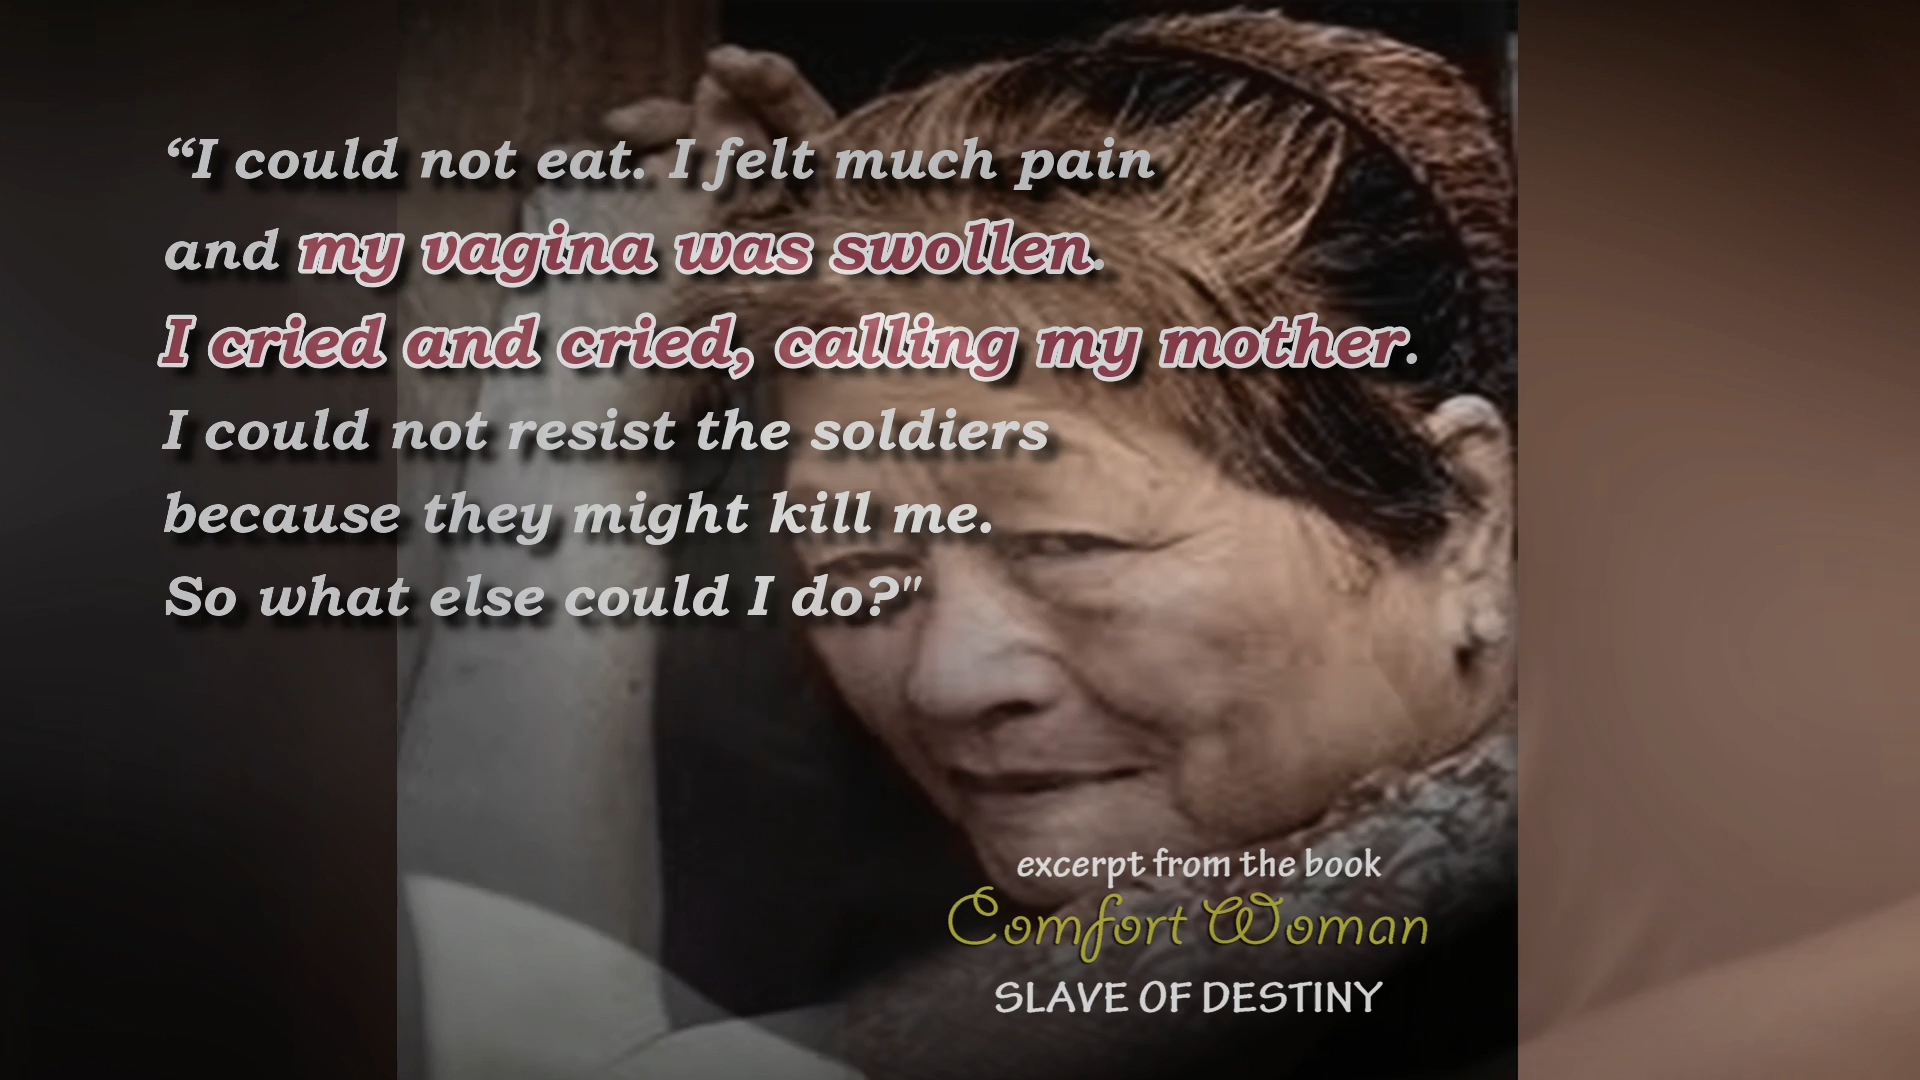 “I could not eat. I felt much pain
and my vagina was swollen.
I cried and cried, calling my mother.
I could not resist the soldiers
because they might kill me.
So what else could I do?"
excerpt from the book
Comfort Woman
SLAVE OF DESTINY